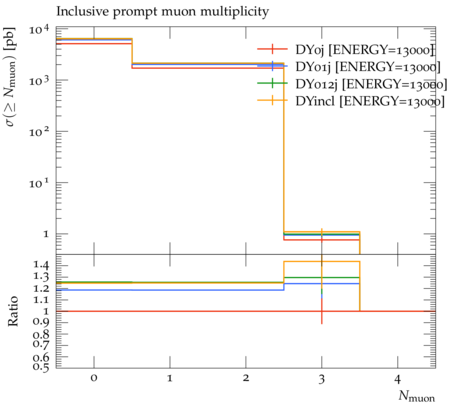 Inclusive prompt muon multiplicity
σ(≥ Nmuon) [pb]
10⁴
10³
10²
10¹
1
DY0j [ENERGY=13000]
DY01j [ENERGY=13000]
DY012j [ENERGY=13000]
DYincl [ENERGY=13000]
Ratio
1.4
1.3
1.2
1.1
1
0.9
0.8
0.7
0.6
0.5
0 1 2 3 4
Nmuon